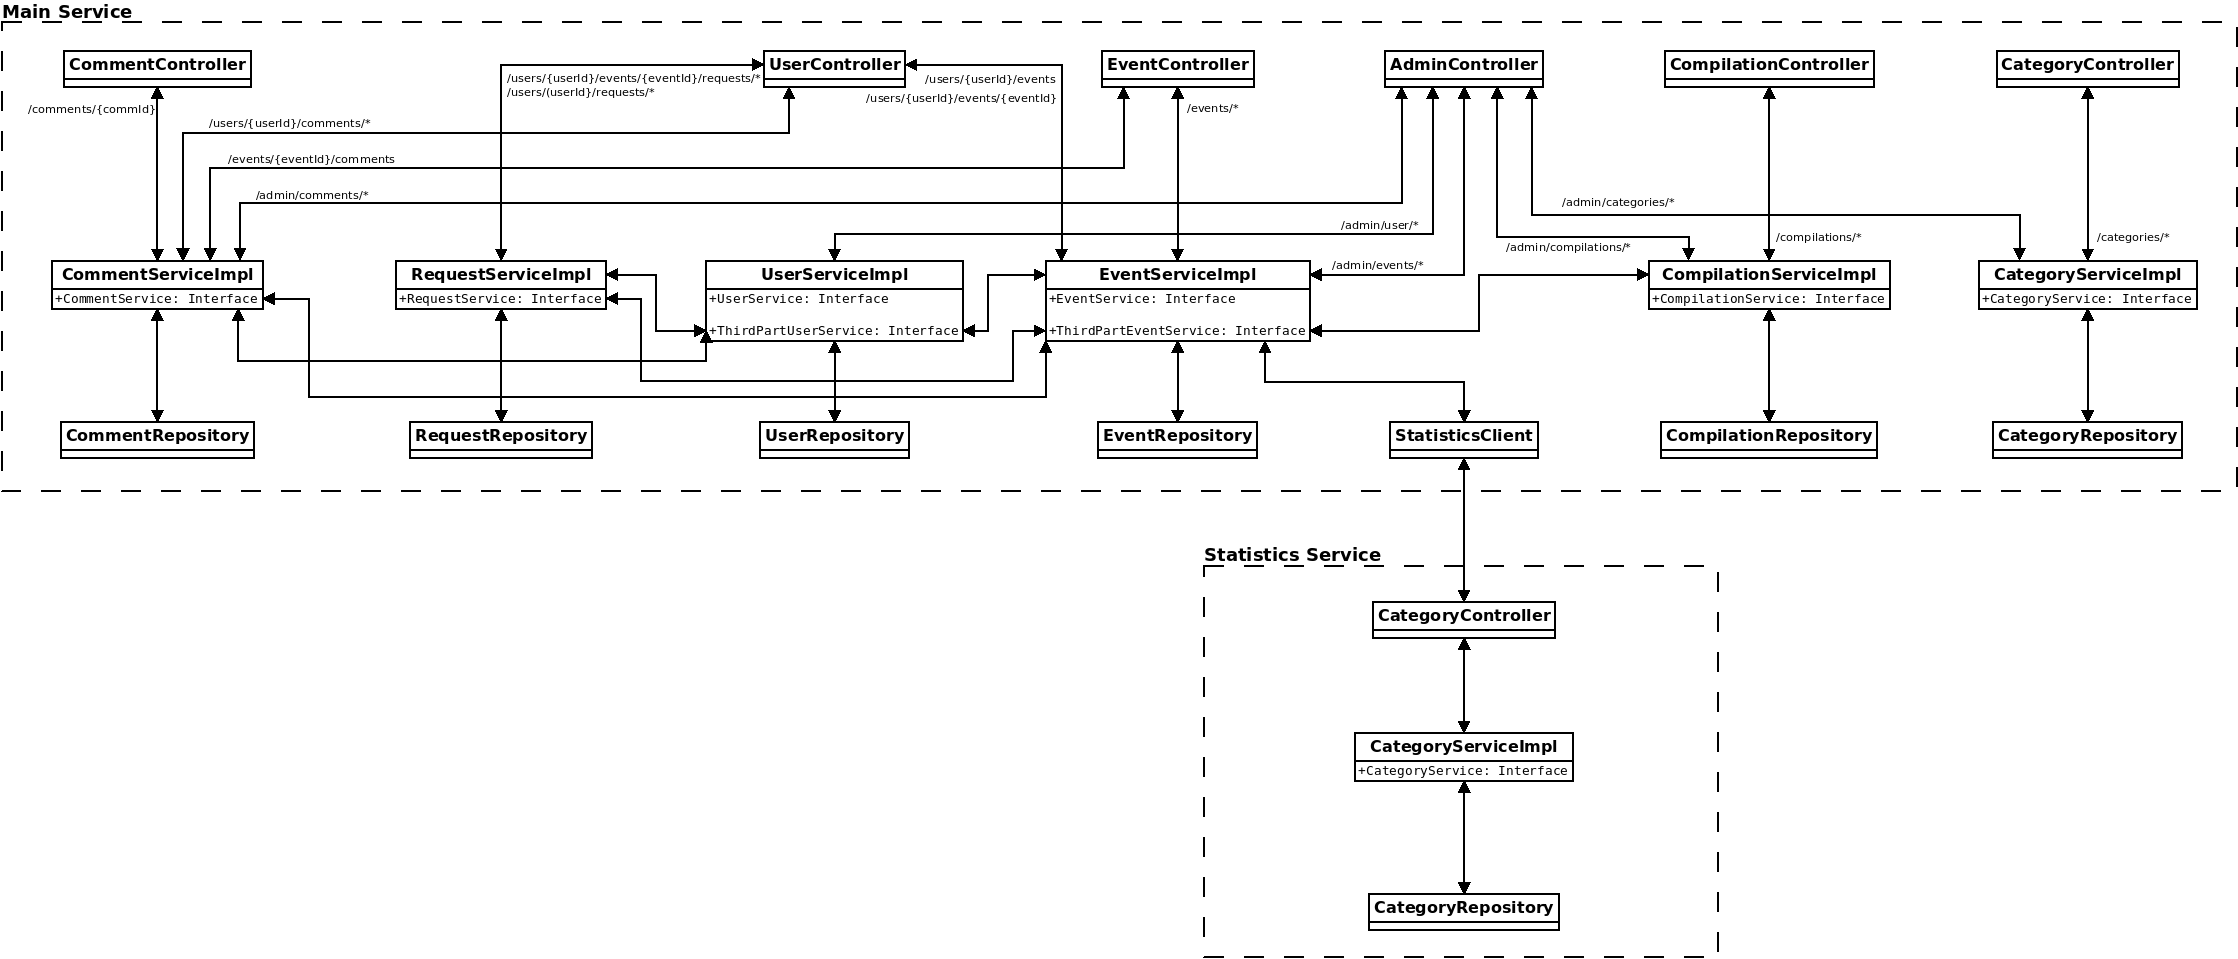 Main Service
CommentController
UserController
EventController
AdminController
CompilationController
CategoryController
/users/{userId}/events/{eventId}/requests/*
/users/(userId}/requests/*
/users/{userId}/events
/users/{userId}/events/{eventId}
/comments/{commId}
/events/*
/users/{userId}/comments/*
/events/{eventId}/comments
/admin/comments/*
/admin/categories/*
/admin/user/*
/admin/compilations/*
/compilations/*
/categories/*
/admin/events/*
CommentServiceImpl
+CommentService: Interface
RequestServiceImpl
+RequestService: Interface
UserServiceImpl
+UserService: Interface
+ThirdPartUserService: Interface
EventServiceImpl
+EventService: Interface
+ThirdPartEventService: Interface
CompilationServiceImpl
+CompilationService: Interface
CategoryServiceImpl
+CategoryService: Interface
CommentRepository
RequestRepository
UserRepository
EventRepository
StatisticsClient
CompilationRepository
CategoryRepository
Statistics Service
CategoryController
CategoryServiceImpl
+CategoryService: Interface
CategoryRepository